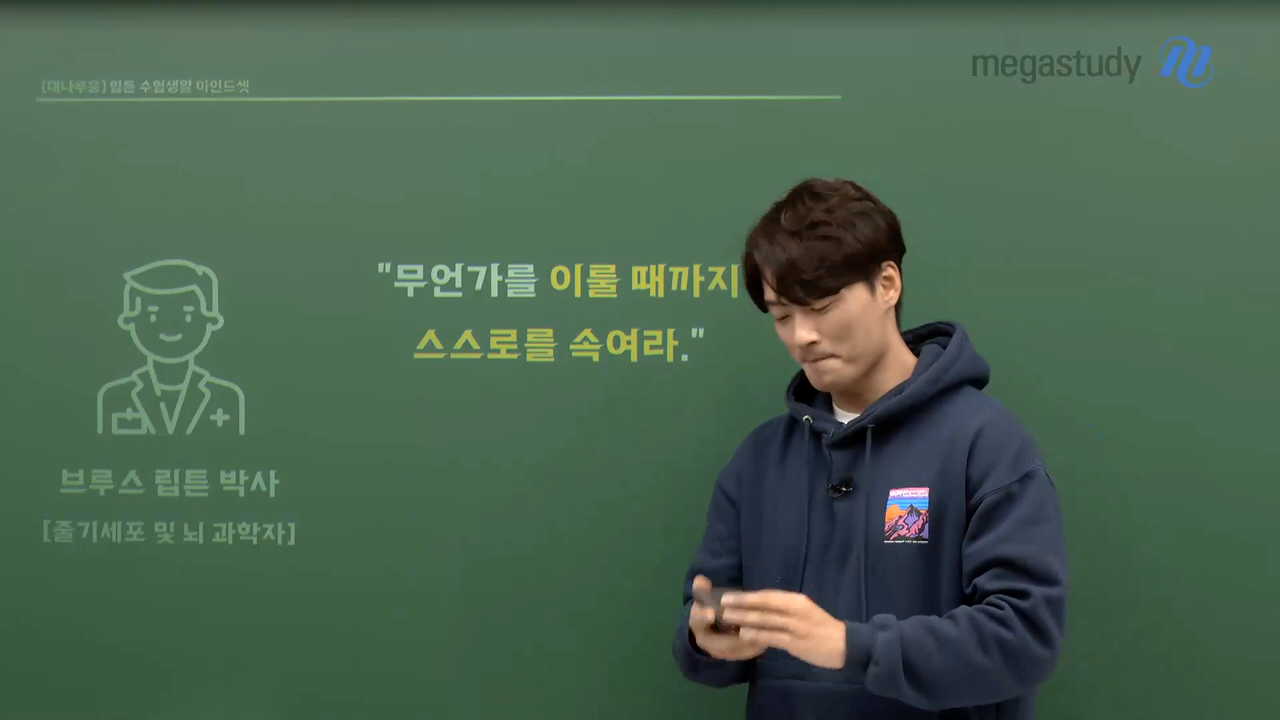 [대나무숲] 힘든 수험생활 마인드셋
megastudy
"무언가를 이룰 때까지
스스로를 속여라."
브루스 립튼 박사
[줄기세포 및 뇌 과학자]